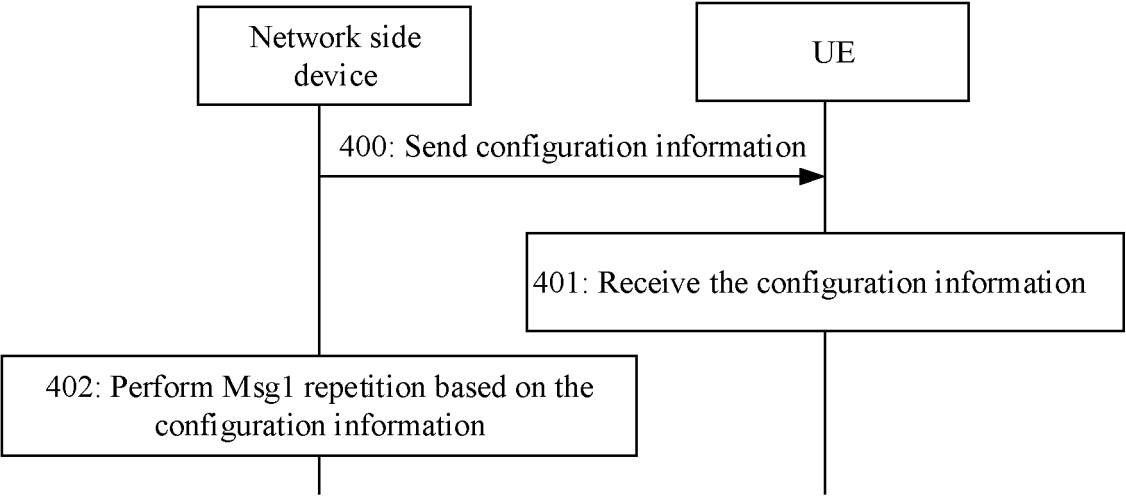 Network side
device
UE
400: Send configuration information
401: Receive the configuration information
402: Perform Msg1 repetition based on the
configuration information